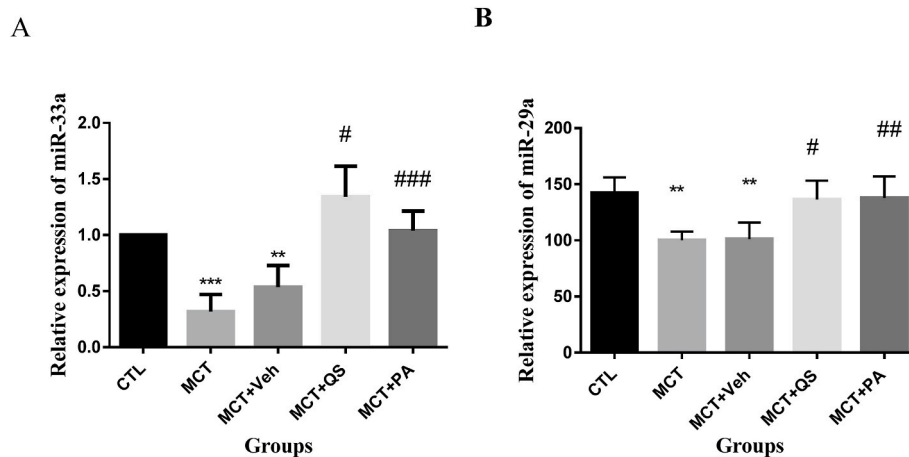 A
Relative expression of miR-33a
2.0
1.5
1.0
0.5
0.0
***
**
#
###
CTL
MCT
MCT+Veh
MCT+QS
MCT+PA
Groups
B
Relative expression of miR-29a
200
150
100
50
0
**
**
#
##
CTL
MCT
MCT+Veh
MCT+QS
MCT+PA
Groups